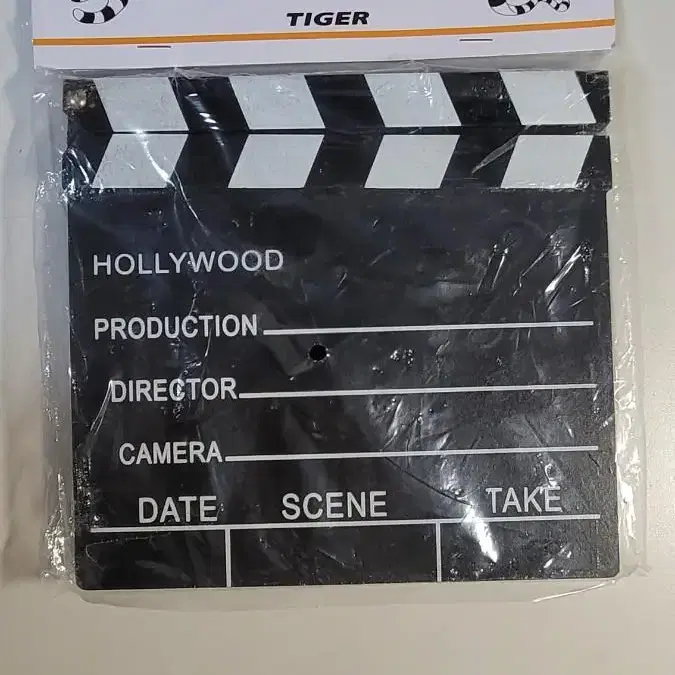 TIGER
HOLLYWOOD
PRODUCTION
DIRECTOR
CAMERA
DATE SCENE TAKE